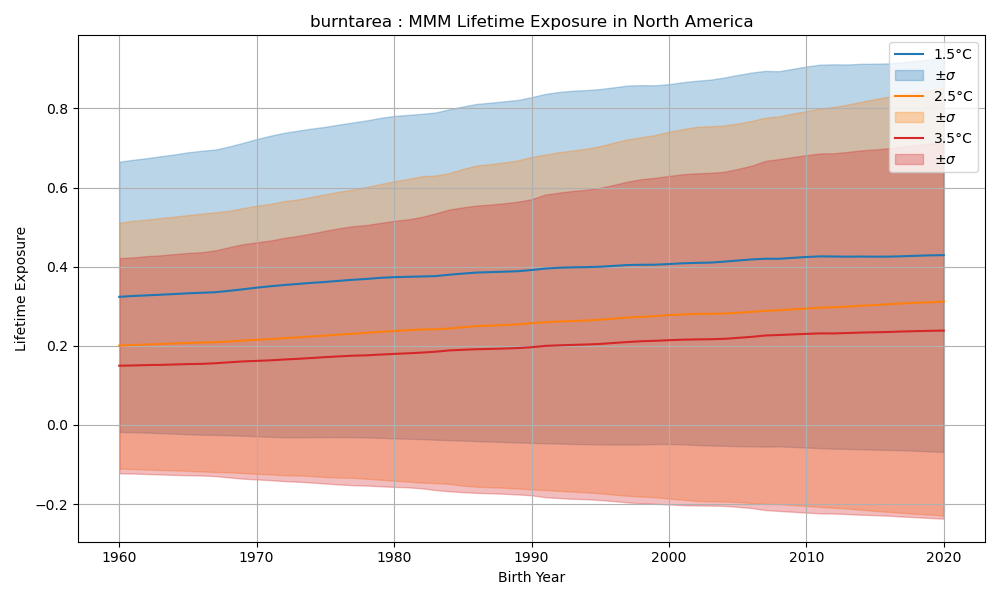 burntarea : MMM Lifetime Exposure in North America
1.5°C
±σ
2.5°C
±σ
3.5°C
±σ
Lifetime Exposure
0.8
0.6
0.4
0.2
0.0
−0.2
1960 1970 1980 1990 2000 2010 2020
Birth Year